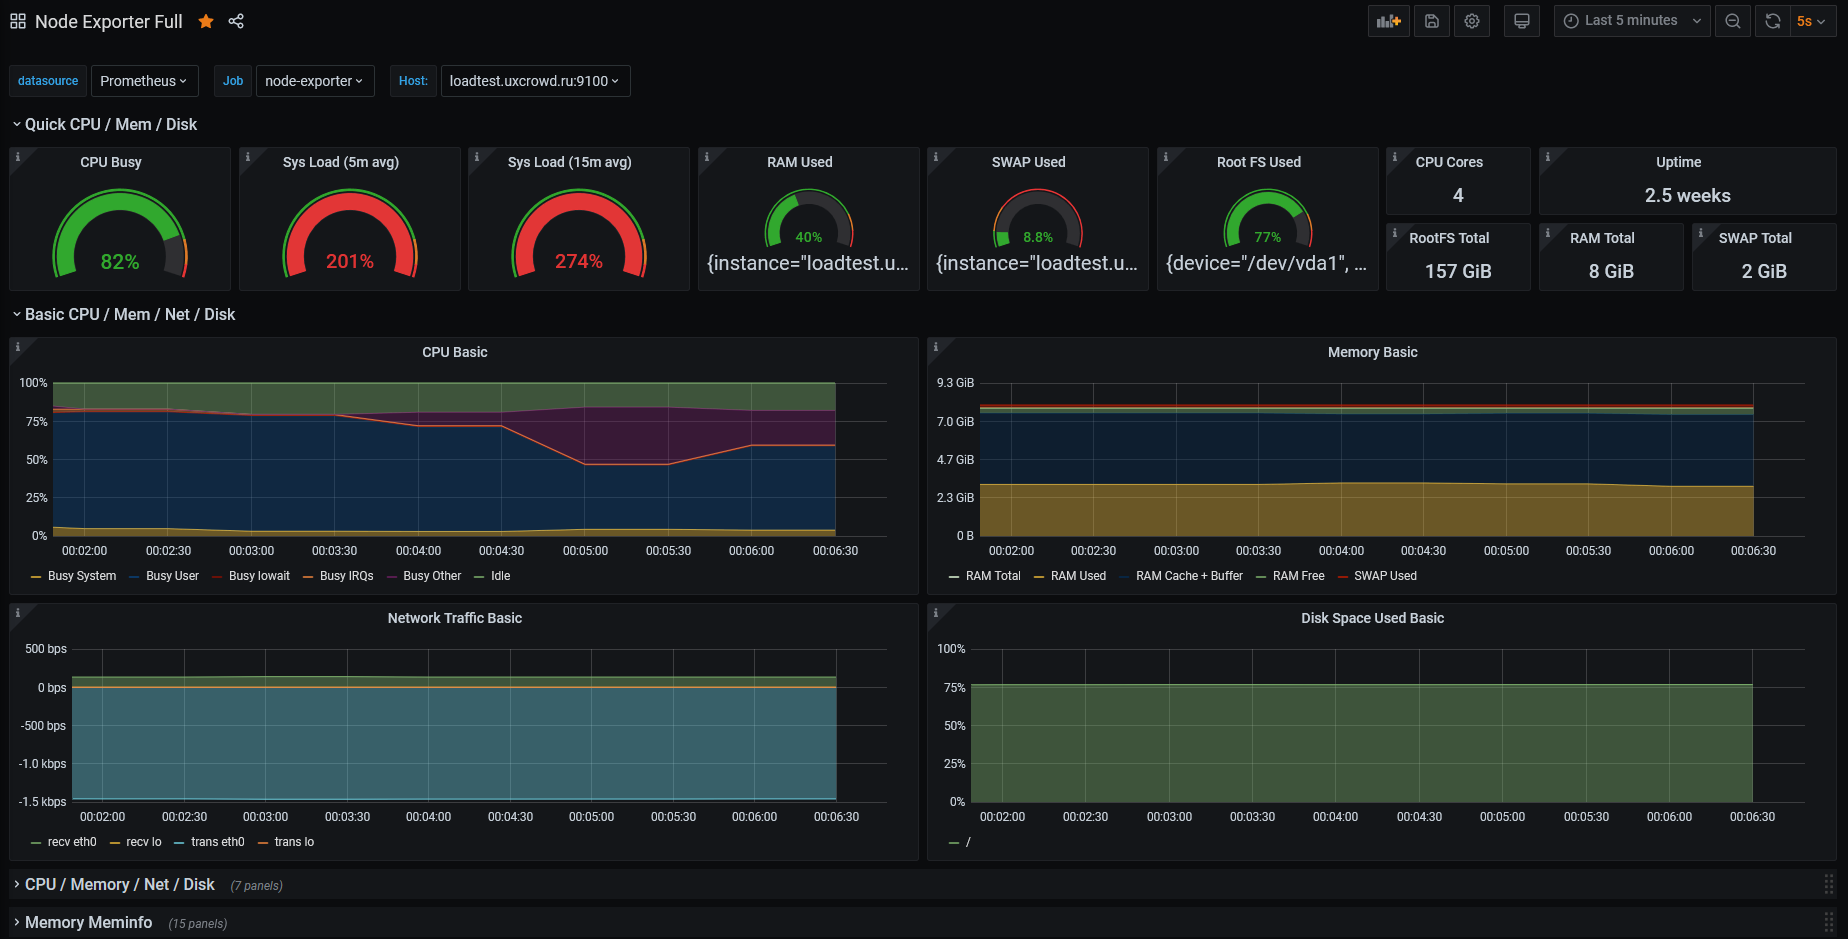 Node Exporter Full
Last 5 minutes
5s
datasource Prometheus Job node-exporter Host: loadtest.uxcrowd.ru:9100
Quick CPU / Mem / Disk
CPU Busy
82%
Sys Load (5m avg)
201%
Sys Load (15m avg)
274%
RAM Used
40%
{instance="loadtest.u...
SWAP Used
8.8%
{instance="loadtest.u...
Root FS Used
77%
{device="/dev/vda1", ...
CPU Cores
4
Uptime
2.5 weeks
RootFS Total
157 GiB
RAM Total
8 GiB
SWAP Total
2 GiB
Basic CPU / Mem / Net / Disk
CPU Basic
100%
75%
50%
25%
0%
00:02:00 00:02:30 00:03:00 00:03:30 00:04:00 00:04:30 00:05:00 00:05:30 00:06:00 00:06:30
Busy System Busy User Busy Iowait Busy IRQs Busy Other Idle
Memory Basic
9.3 GiB
7.0 GiB
4.7 GiB
2.3 GiB
0 B
00:02:00 00:02:30 00:03:00 00:03:30 00:04:00 00:04:30 00:05:00 00:05:30 00:06:00 00:06:30
RAM Total RAM Used RAM Cache + Buffer RAM Free SWAP Used
Network Traffic Basic
500 bps
0 bps
-500 bps
-1.0 kbps
-1.5 kbps
00:02:00 00:02:30 00:03:00 00:03:30 00:04:00 00:04:30 00:05:00 00:05:30 00:06:00 00:06:30
recv eth0 recv lo trans eth0 trans lo
Disk Space Used Basic
100%
75%
50%
25%
0%
00:02:00 00:02:30 00:03:00 00:03:30 00:04:00 00:04:30 00:05:00 00:05:30 00:06:00 00:06:30
/
CPU / Memory / Net / Disk (7 panels)
Memory Meminfo (15 panels)